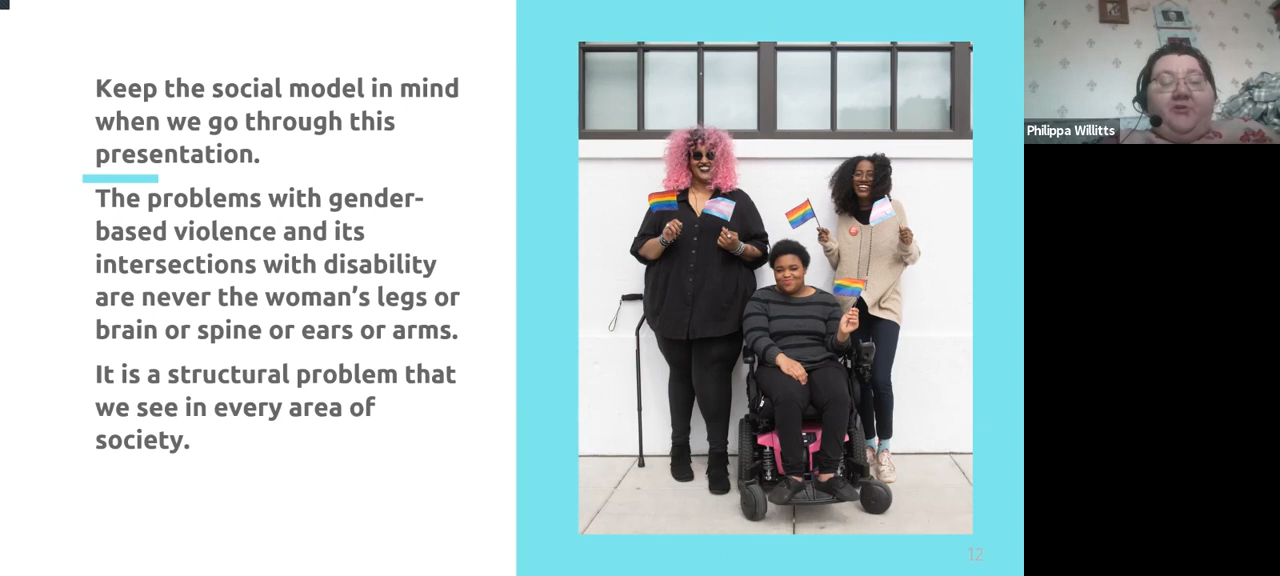 Keep the social model in mind
when we go through this
presentation.
The problems with gender-
based violence and its
intersections with disability
are never the woman’s legs or
brain or spine or ears or arms.
It is a structural problem that
we see in every area of
society.
12
Philippa Willitts